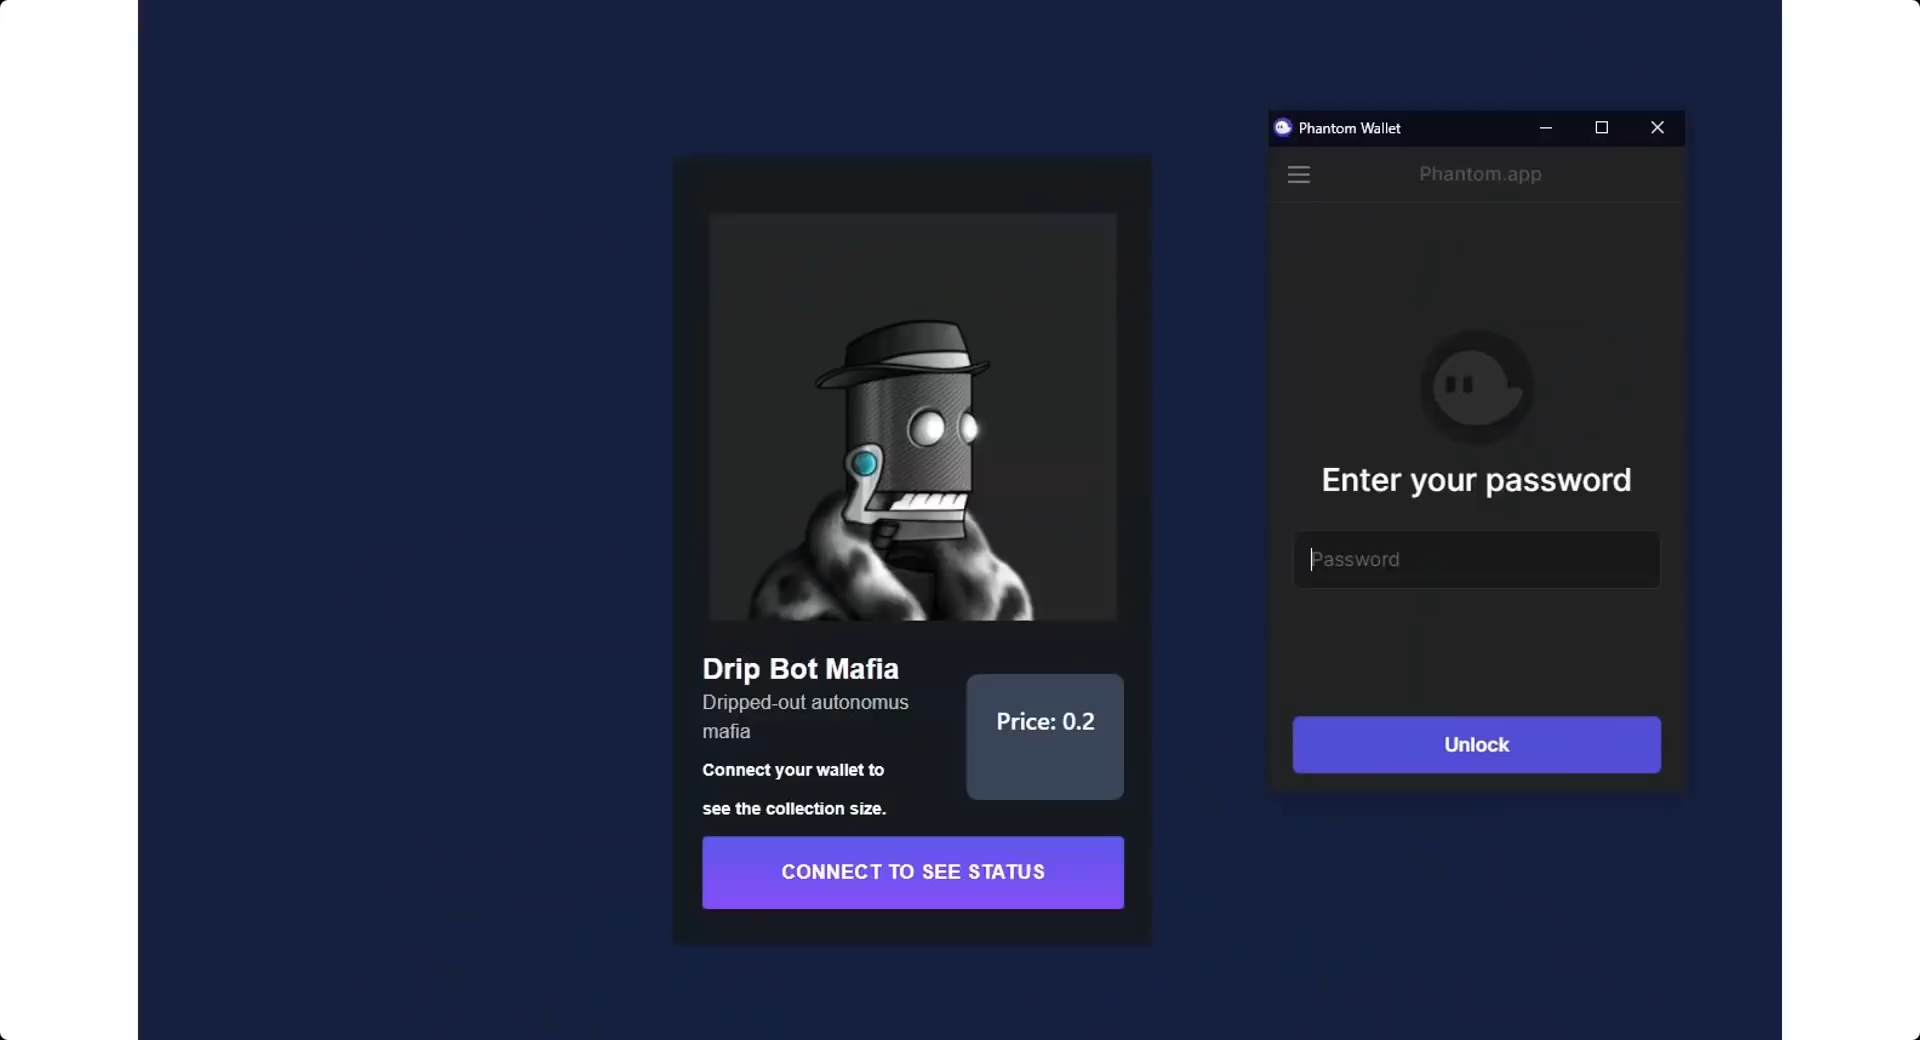 Drip Bot Mafia
Dripped-out autonomus
mafia
Connect your wallet to
see the collection size.
Price: 0.2
CONNECT TO SEE STATUS
Phantom Wallet
Phantom.app
Enter your password
Password
Unlock